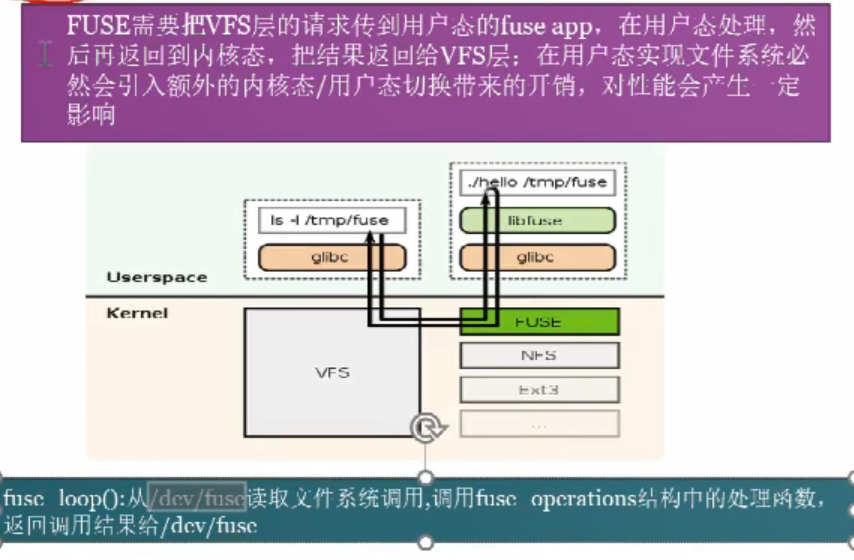 FUSE需要把VFS层的请求传到用户态的fuse app，在用户态处理，然
后再返回到内核态，把结果返回给VFS层；在用户态实现文件系统必
然会引入额外的内核态/用户态切换带来的开销，对性能会产生一定
影响
./hello /tmp/fuse
ls -l /tmp/fuse
libfuse
glibc
glibc
Userspace
Kernel
FUSE
VFS
NFS
Ext3
...
fuse_loop():从/dev/fuse读取文件系统调用,调用fuse_operations结构中的处理函数，
返回调用结果给/dev/fuse